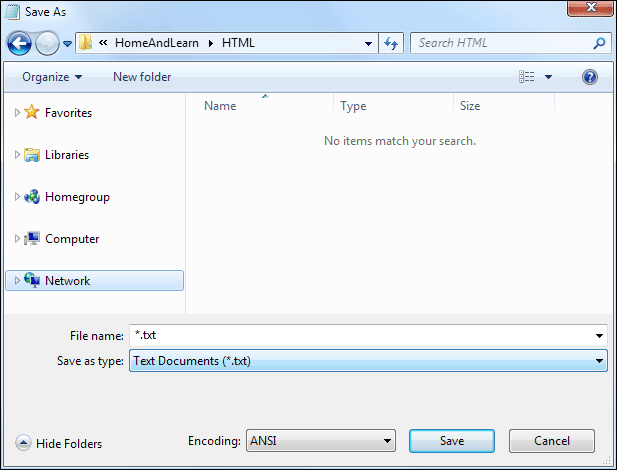 Save As
« HomeAndLearn HTML Search HTML
Organize New folder
Name Type Size
Favorites
No items match your search.
Libraries
Homegroup
Computer
Network
File name: *.txt
Save as type: Text Documents (*.txt)
Hide Folders Encoding: ANSI Save Cancel